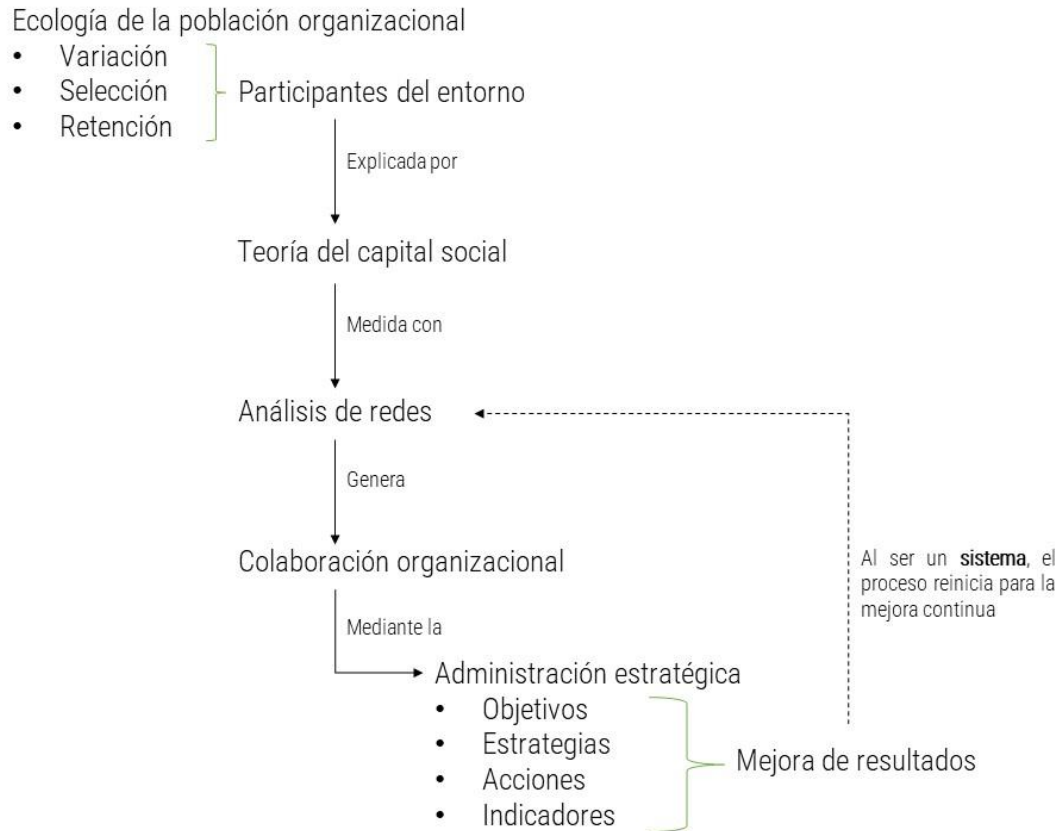 Ecología de la población organizacional
• Variación
• Selección
• Retención
Participantes del entorno
Explicada por
Teoría del capital social
Medida con
Análisis de redes
Genera
Colaboración organizacional
Al ser un sistema, el
proceso reinicia para la
mejora continua
Mediante la
Administración estratégica
• Objetivos
• Estrategias
• Acciones
• Indicadores
Mejora de resultados